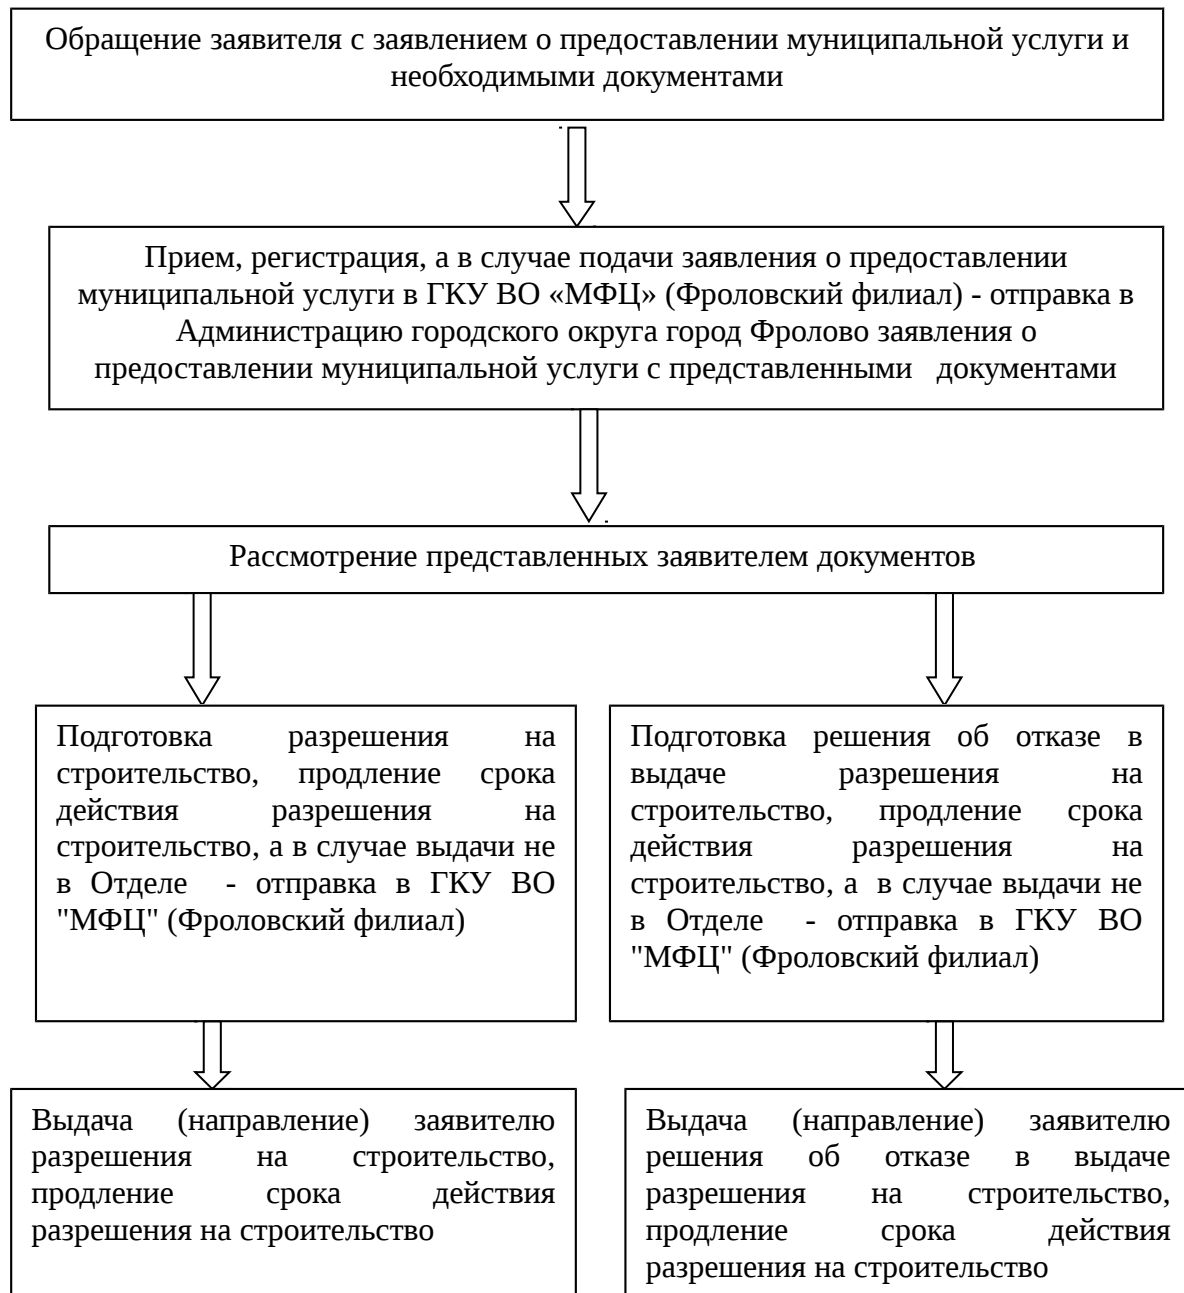 Обращение заявителя с заявлением о предоставлении муниципальной услуги и
необходимыми документами
Прием, регистрация, а в случае подачи заявления о предоставлении
муниципальной услуги в ГКУ ВО «МФЦ» (Фроловский филиал) - отправка в
Администрацию городского округа город Фролово заявления о
предоставлении муниципальной услуги с представленными документами
Рассмотрение представленных заявителем документов
Подготовка разрешения на
строительство, продление срока
действия разрешения на
строительство, а в случае выдачи не
в Отделе - отправка в ГКУ ВО
"МФЦ" (Фроловский филиал)
Подготовка решения об отказе в
выдаче разрешения на
строительство, продление срока
действия разрешения на
строительство, а в случае выдачи не
в Отделе - отправка в ГКУ ВО
"МФЦ" (Фроловский филиал)
Выдача (направление) заявителю
разрешения на строительство,
продление срока действия
разрешения на строительство
Выдача (направление) заявителю
решения об отказе в выдаче
разрешения на строительство,
продление срока действия
разрешения на строительство